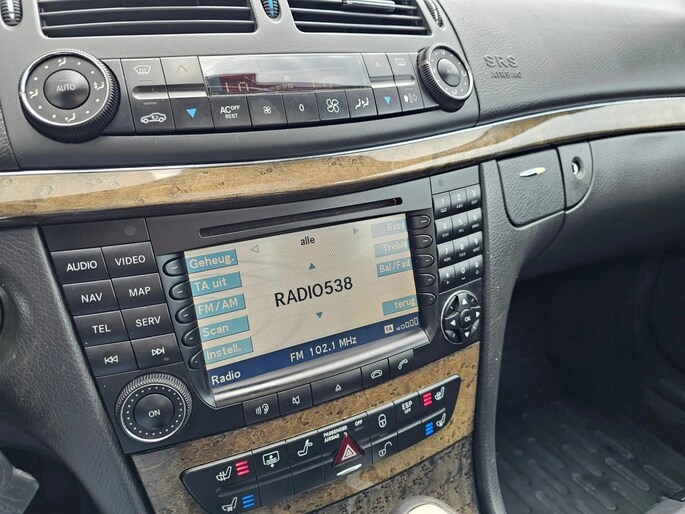 AUTO
AC OFF
REST
0
SRS
AIRBAG
AUDIO
VIDEO
NAV
MAP
TEL
SERV
ON
alle
Geheug.
TA uit
FM/AM
Scan
Instell.
Bass
Treble
Bal/Fad
terug
RADIO538
FM 102.1 MHz
TA
Radio
OK
PASSENGER
AIRBAG
OFF
ESP
OFF